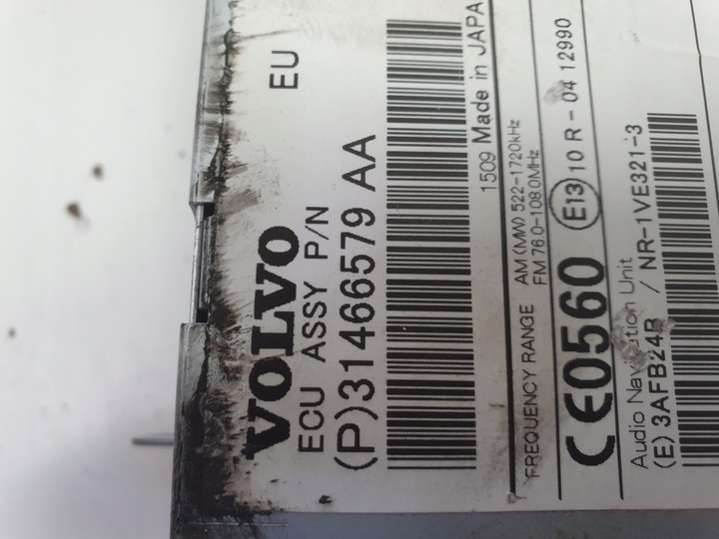 VOLVO
ECU ASSY P/N EU
(P)31466579 AA
1509 Made in JAPA
FREQUENCY RANGE AM(MW) 522-1720kHz
FM 76.0-108.0MHz
CE0560 E13 10 R-04 12990
Audio Navigation Unit
(E) 3AFB24B / NR-1VE321-3